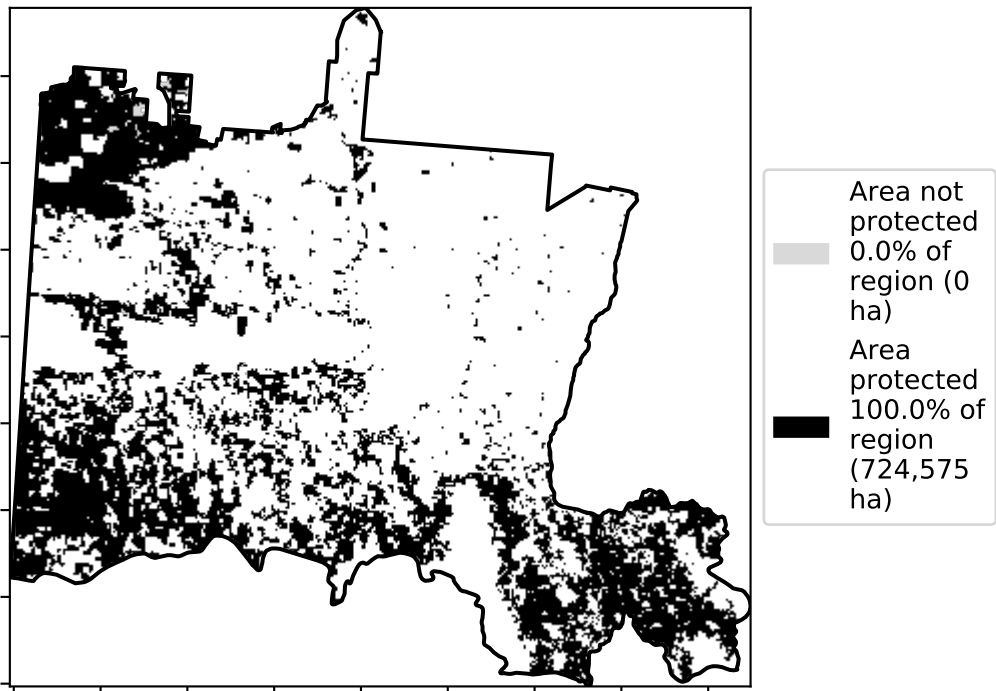 Area not
protected
0.0% of
region (0
ha)
Area
protected
100.0% of
region
(724,575
ha)